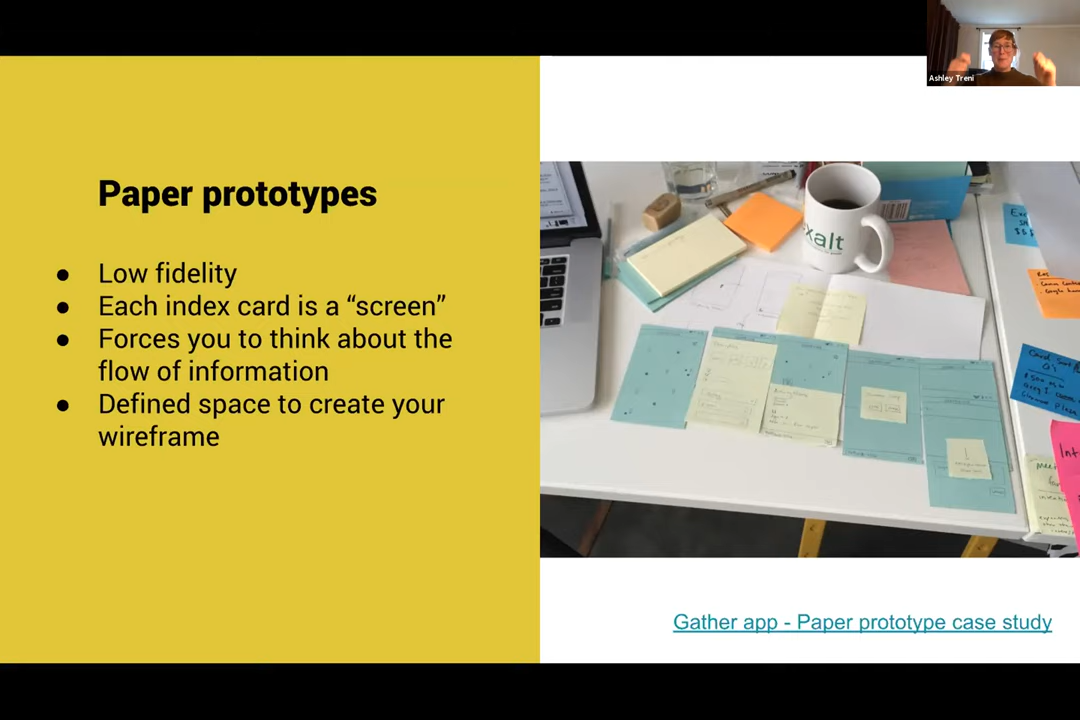 Ashley Treni
Paper prototypes
● Low fidelity
● Each index card is a “screen”
● Forces you to think about the
flow of information
● Defined space to create your
wireframe
xalt
Gather app - Paper prototype case study